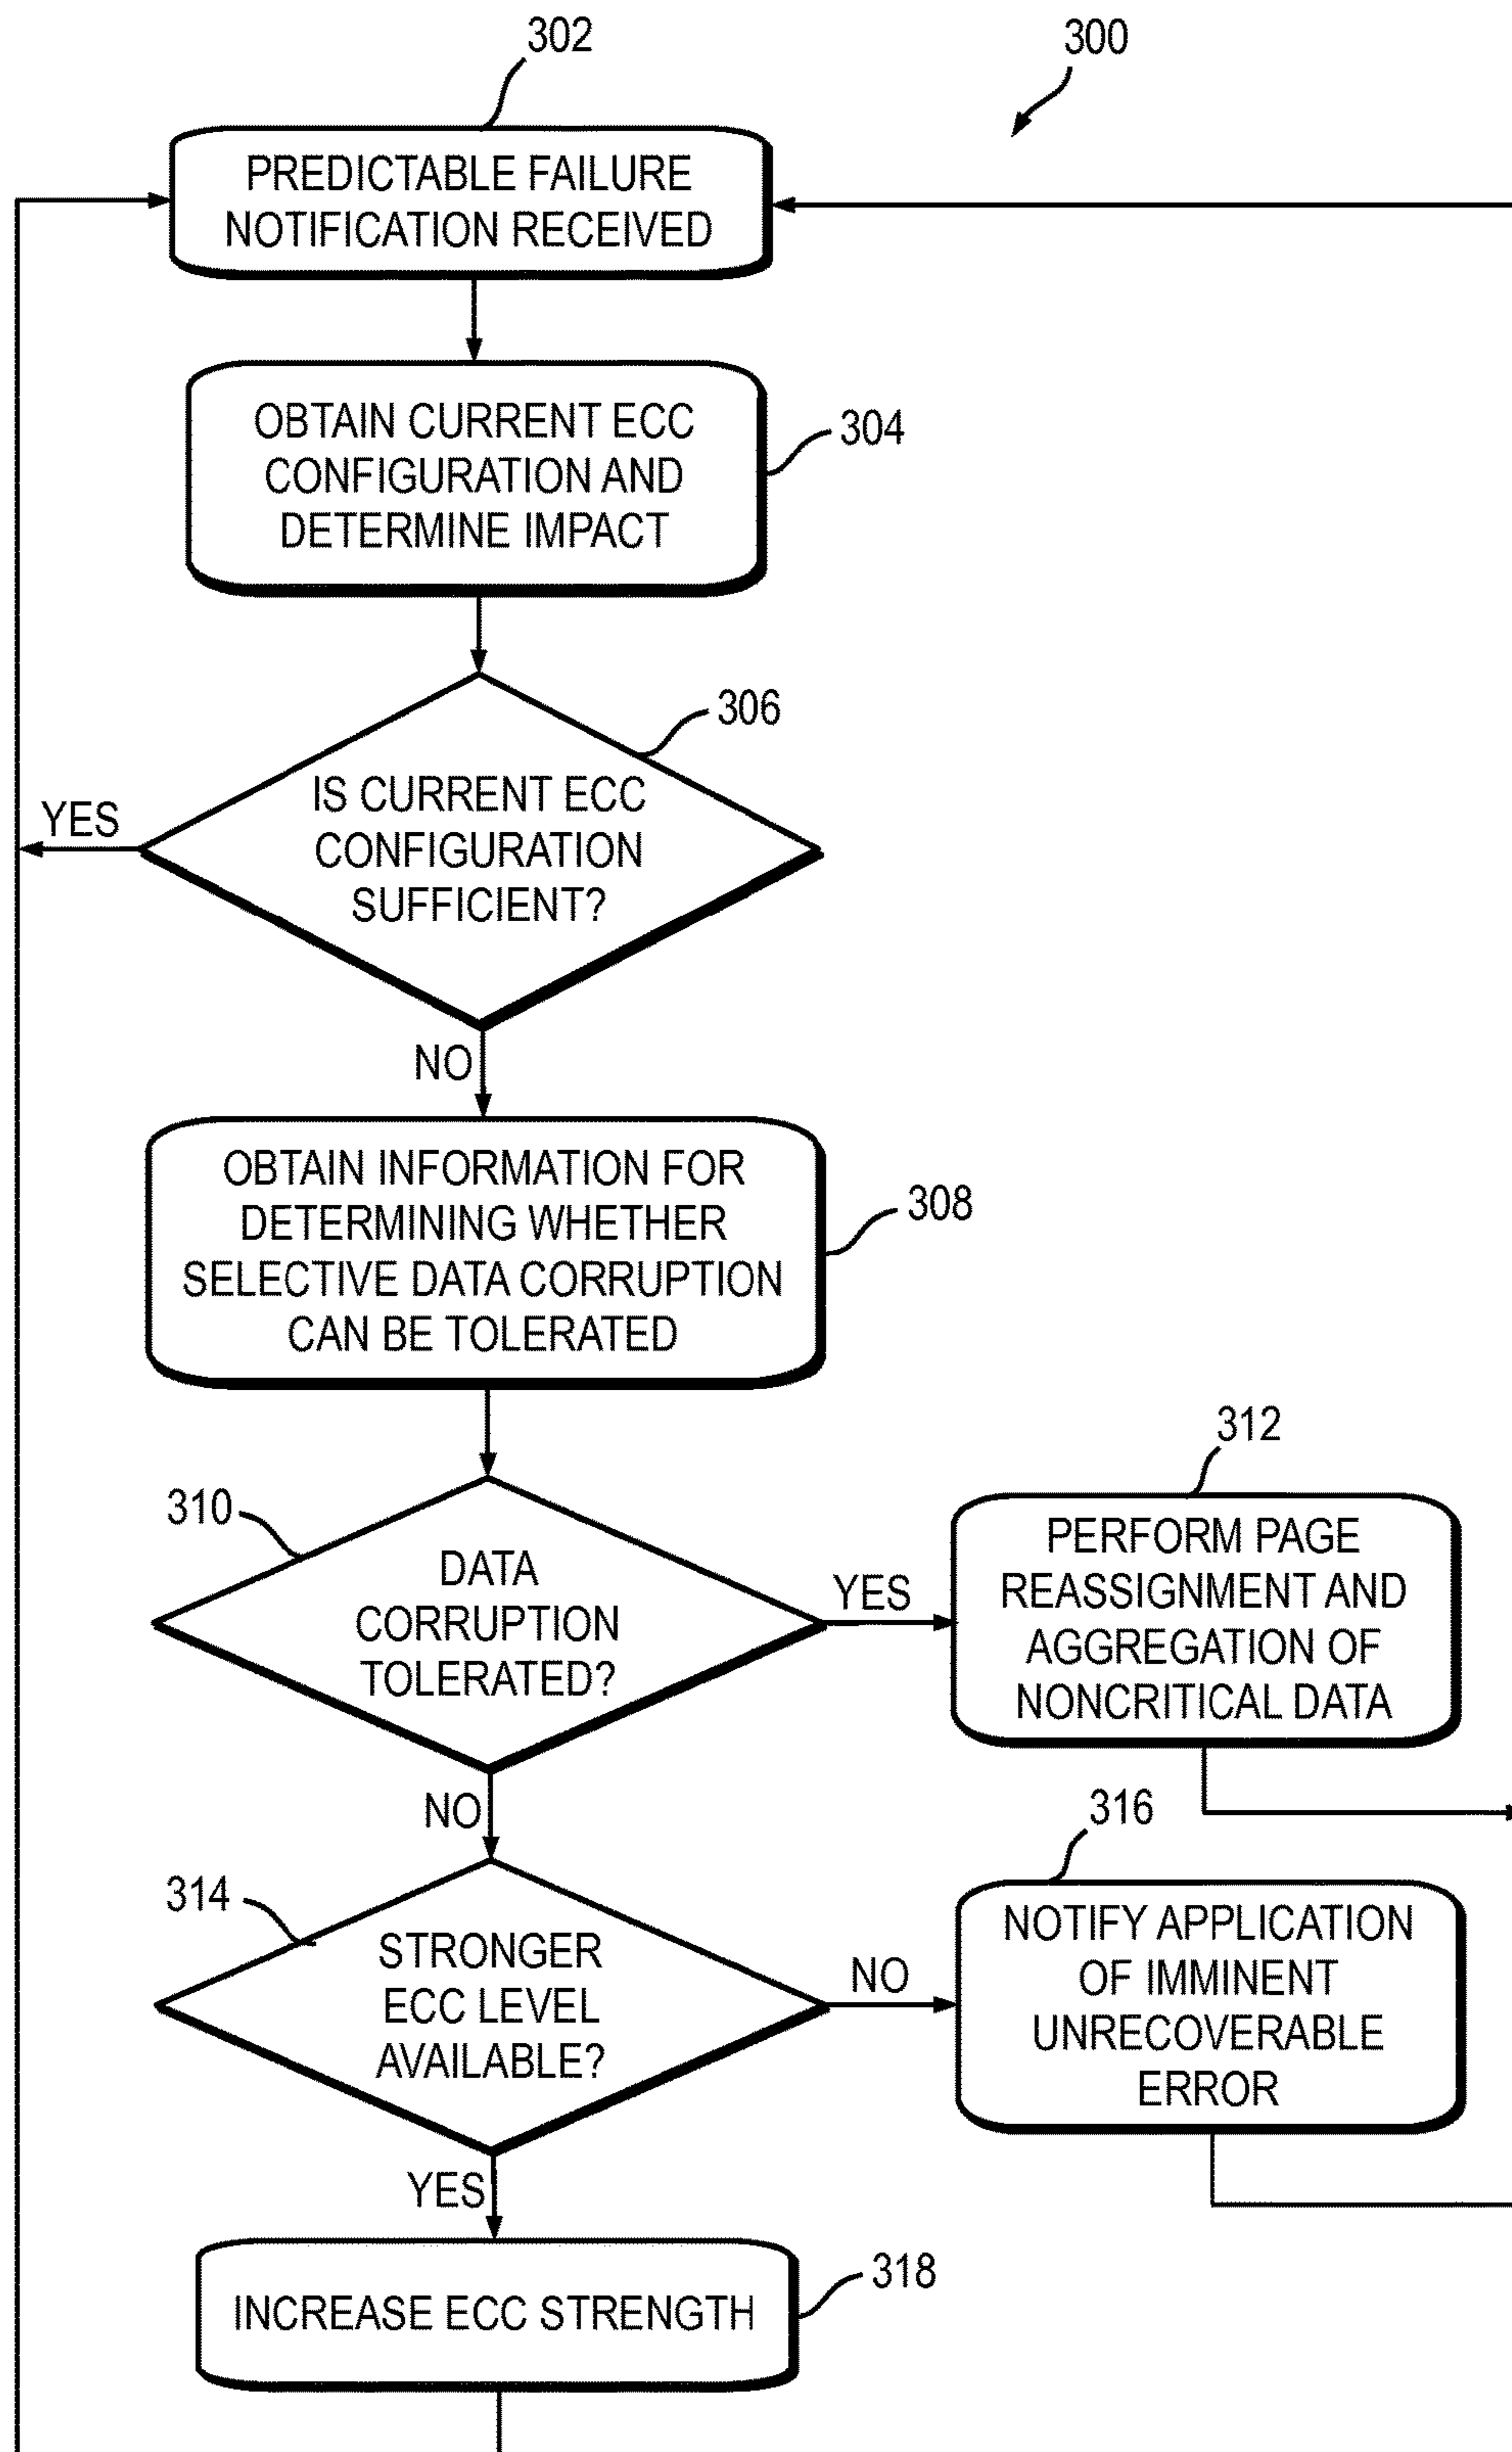 302
300
PREDICTABLE FAILURE
NOTIFICATION RECEIVED
OBTAIN CURRENT ECC
CONFIGURATION AND
DETERMINE IMPACT
304
306
IS CURRENT ECC
CONFIGURATION
SUFFICIENT?
YES
NO
OBTAIN INFORMATION FOR
DETERMINING WHETHER
SELECTIVE DATA CORRUPTION
CAN BE TOLERATED
308
310
DATA
CORRUPTION
TOLERATED?
YES
312
PERFORM PAGE
REASSIGNMENT AND
AGGREGATION OF
NONCRITICAL DATA
NO
314
STRONGER
ECC LEVEL
AVAILABLE?
NO
316
NOTIFY APPLICATION
OF IMMINENT
UNRECOVERABLE
ERROR
YES
INCREASE ECC STRENGTH
318